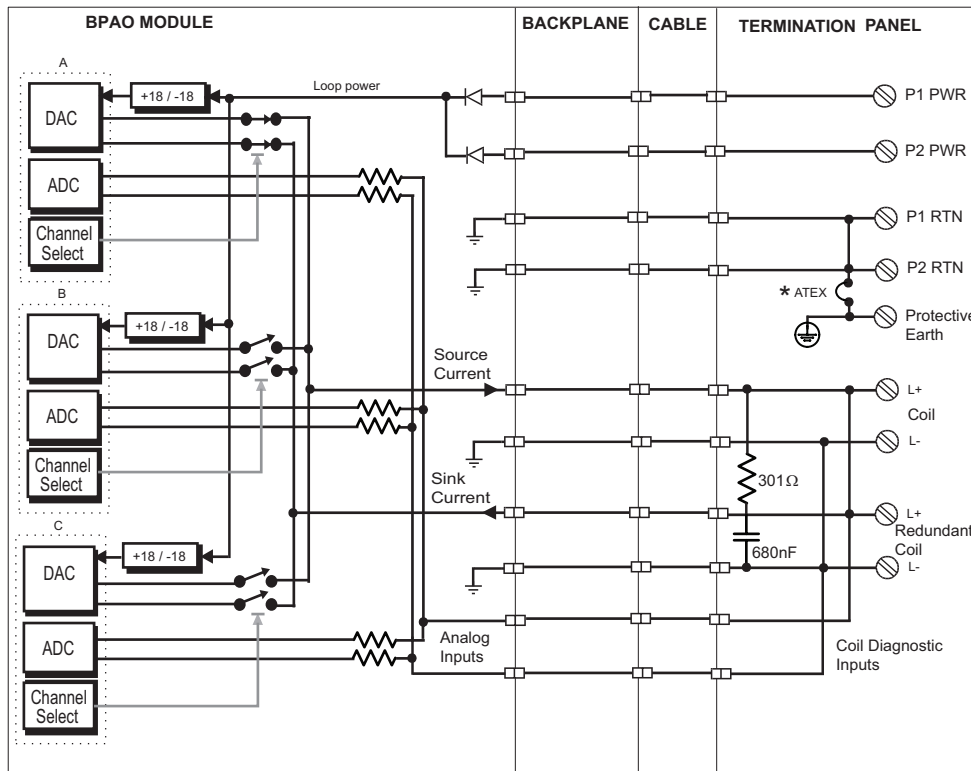 BPAO MODULE
BACKPLANE
CABLE
TERMINATION PANEL
A
DAC
+18 / -18
Loop power
ADC
Channel
Select
P1 PWR
P2 PWR
P1 RTN
P2 RTN
* ATEX
Protective
Earth
B
DAC
+18 / -18
ADC
Channel
Select
Source
Current
Sink
Current
L+
Coil
L-
301Ω
L+
Redundant
Coil
680nF
L-
C
DAC
+18 / -18
ADC
Channel
Select
Analog
Inputs
Coil Diagnostic
Inputs